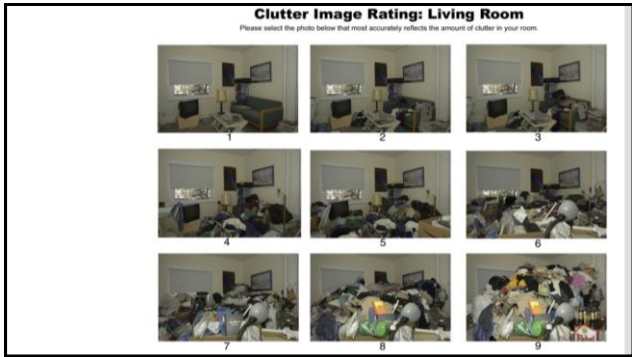 Clutter Image Rating: Living Room
Please select the photo below that most accurately reflects the amount of clutter in your room.
1 2 3
4 5 6
7 8 9